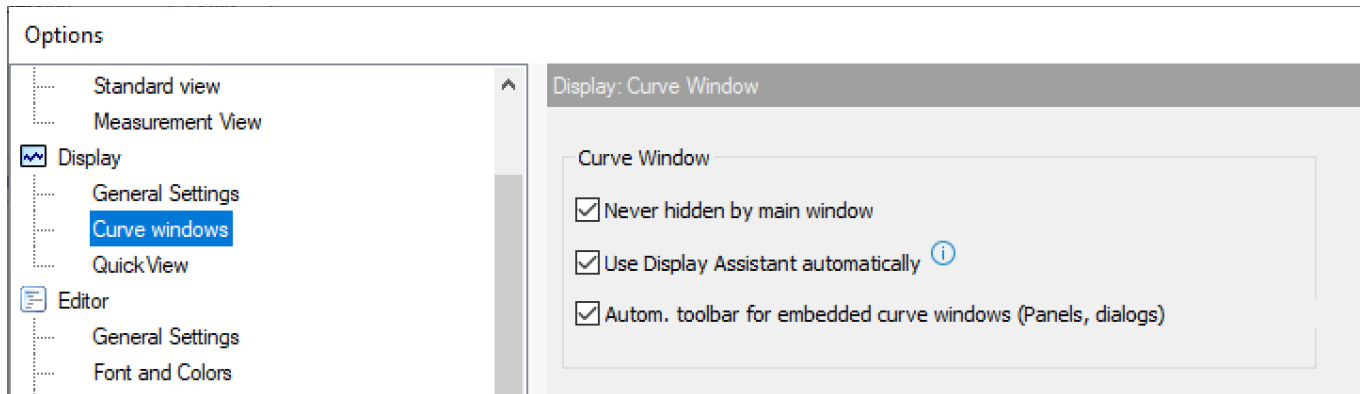 Options
Standard view
Measurement View
Display
General Settings
Curve windows
QuickView
Editor
General Settings
Font and Colors
Display: Curve Window
Curve Window
Never hidden by main window
Use Display Assistant automatically
Autom. toolbar for embedded curve windows (Panels, dialogs)